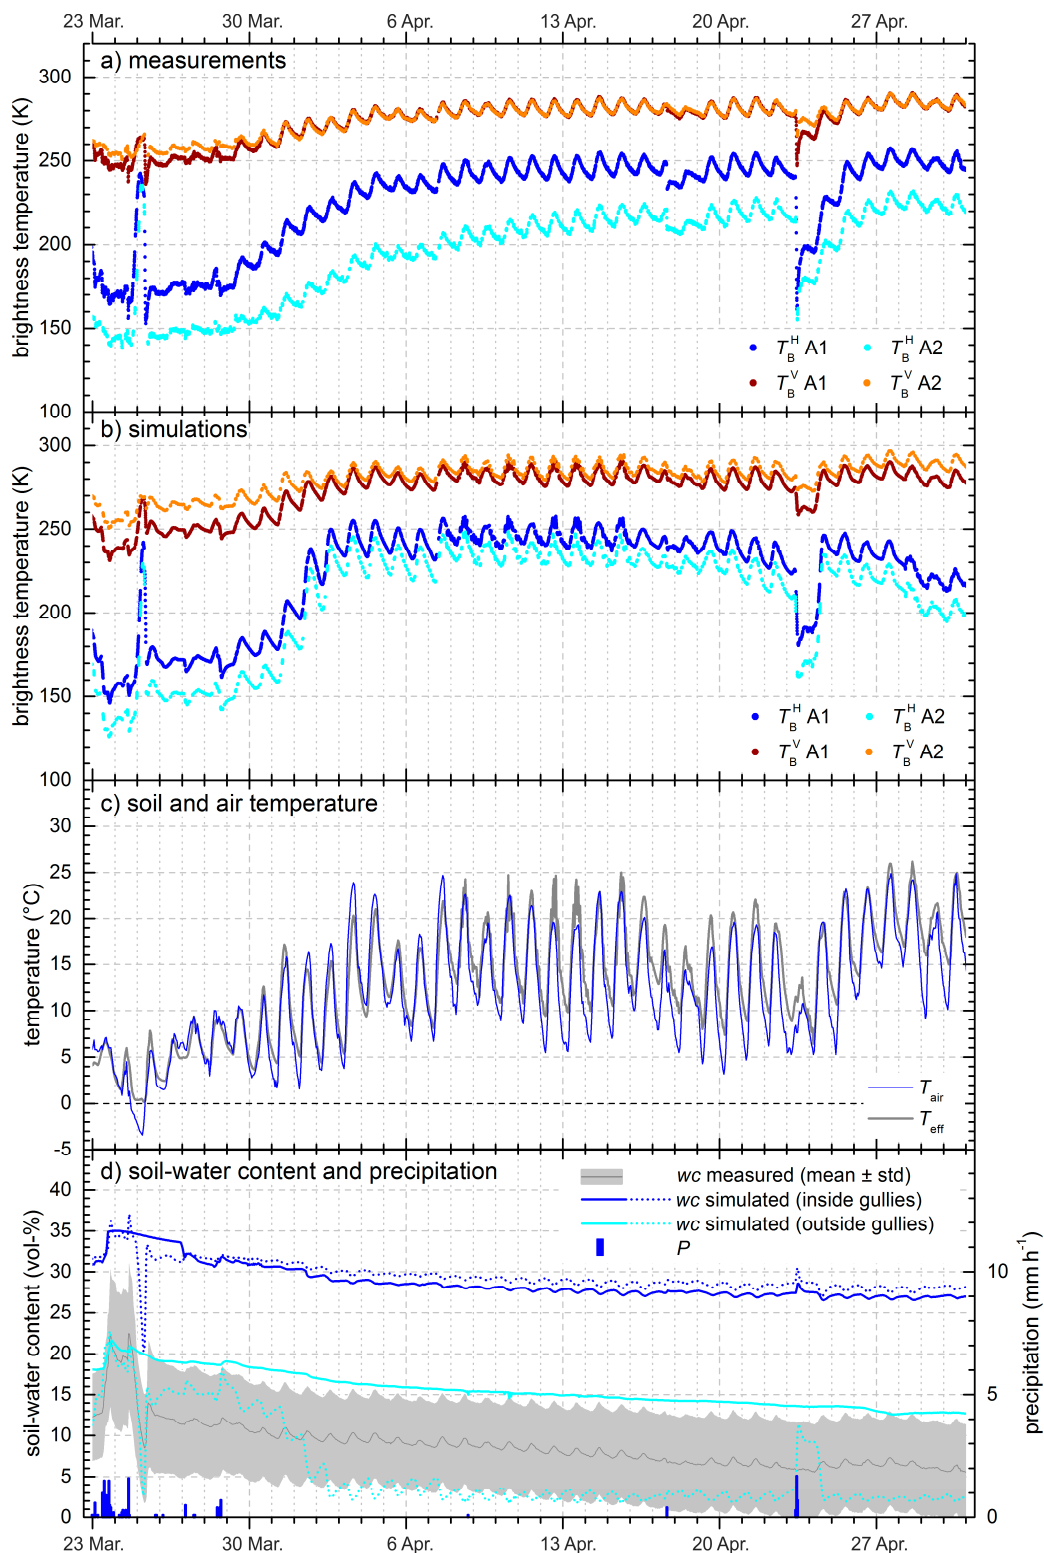 23 Mar. 30 Mar. 6 Apr. 13 Apr. 20 Apr. 27 Apr.
a) measurements
brightness temperature (K)
300
250
200
150
100
T_B^H A1 T_B^H A2
T_B^V A1 T_B^V A2
b) simulations
brightness temperature (K)
300
250
200
150
100
T_B^H A1 T_B^H A2
T_B^V A1 T_B^V A2
c) soil and air temperature
temperature (°C)
30
25
20
15
10
5
0
-5
T_air
T_eff
d) soil-water content and precipitation
soil-water content (vol-%)
40
35
30
25
20
15
10
5
0
wc measured (mean ± std)
wc simulated (inside gullies)
wc simulated (outside gullies)
P
10
5
0
precipitation (mm h⁻¹)
23 Mar. 30 Mar. 6 Apr. 13 Apr. 20 Apr. 27 Apr.